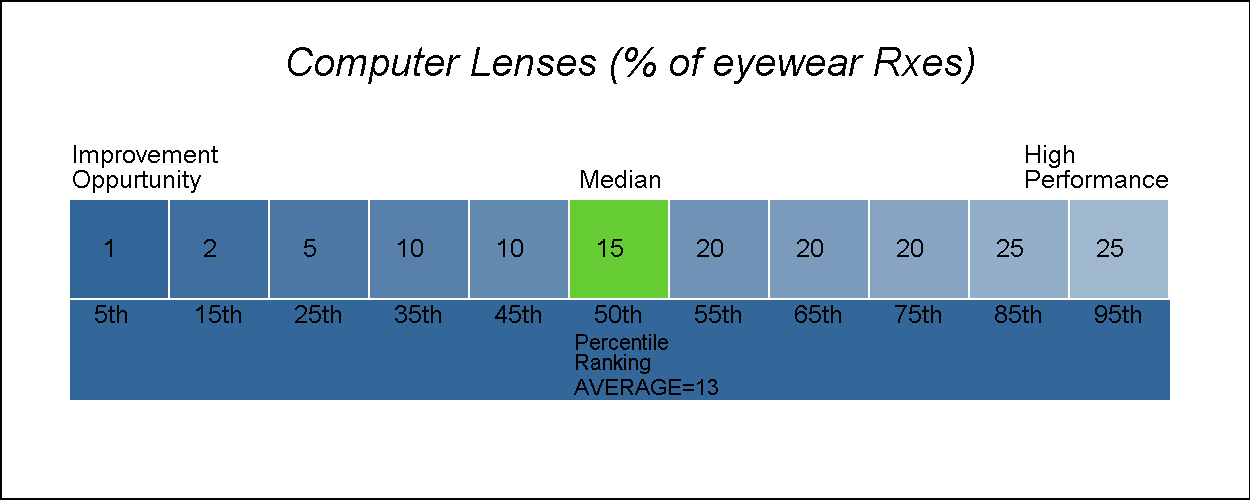 Computer Lenses (% of eyewear Rxes)
Improvement
Oppurtunity
Median
High
Performance
1 2 5 10 10 15 20 20 20 25 25
5th 15th 25th 35th 45th 50th 55th 65th 75th 85th 95th
Percentile
Ranking
AVERAGE=13